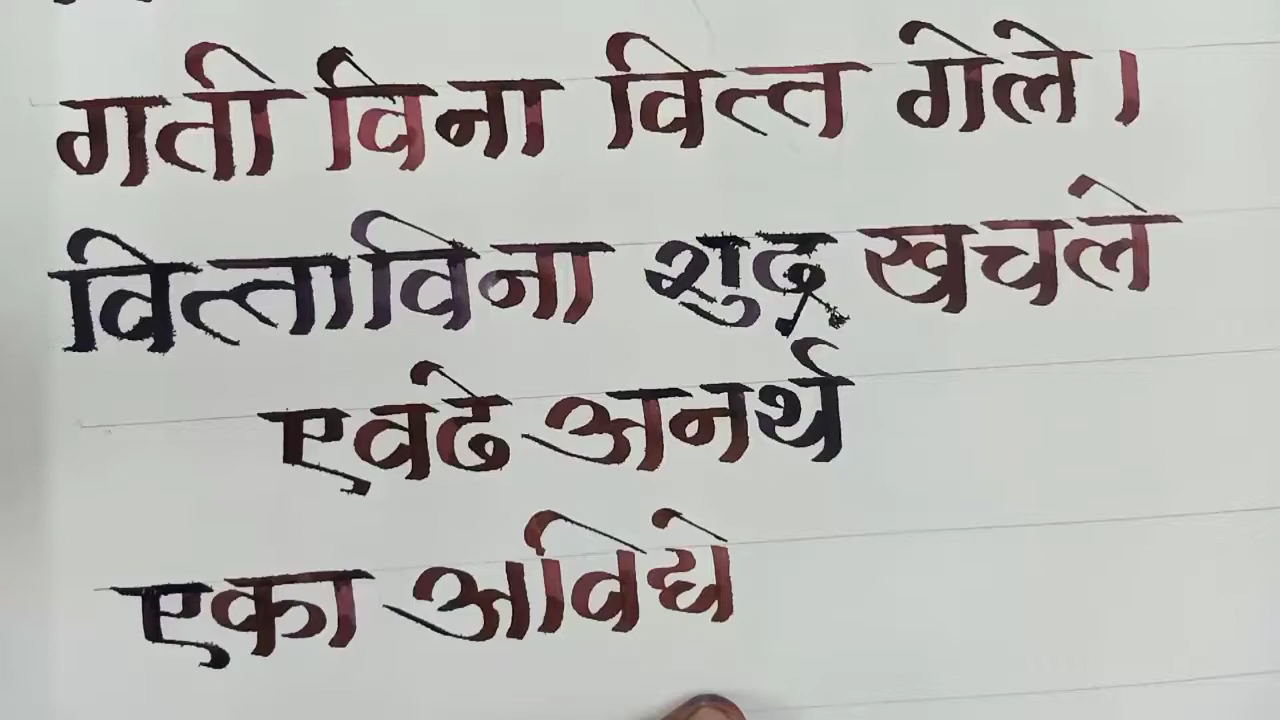 गती विना वित्त गेले।
वित्ताविना शुद्र खचले
एवढे अनर्थ
एका अविद्ये